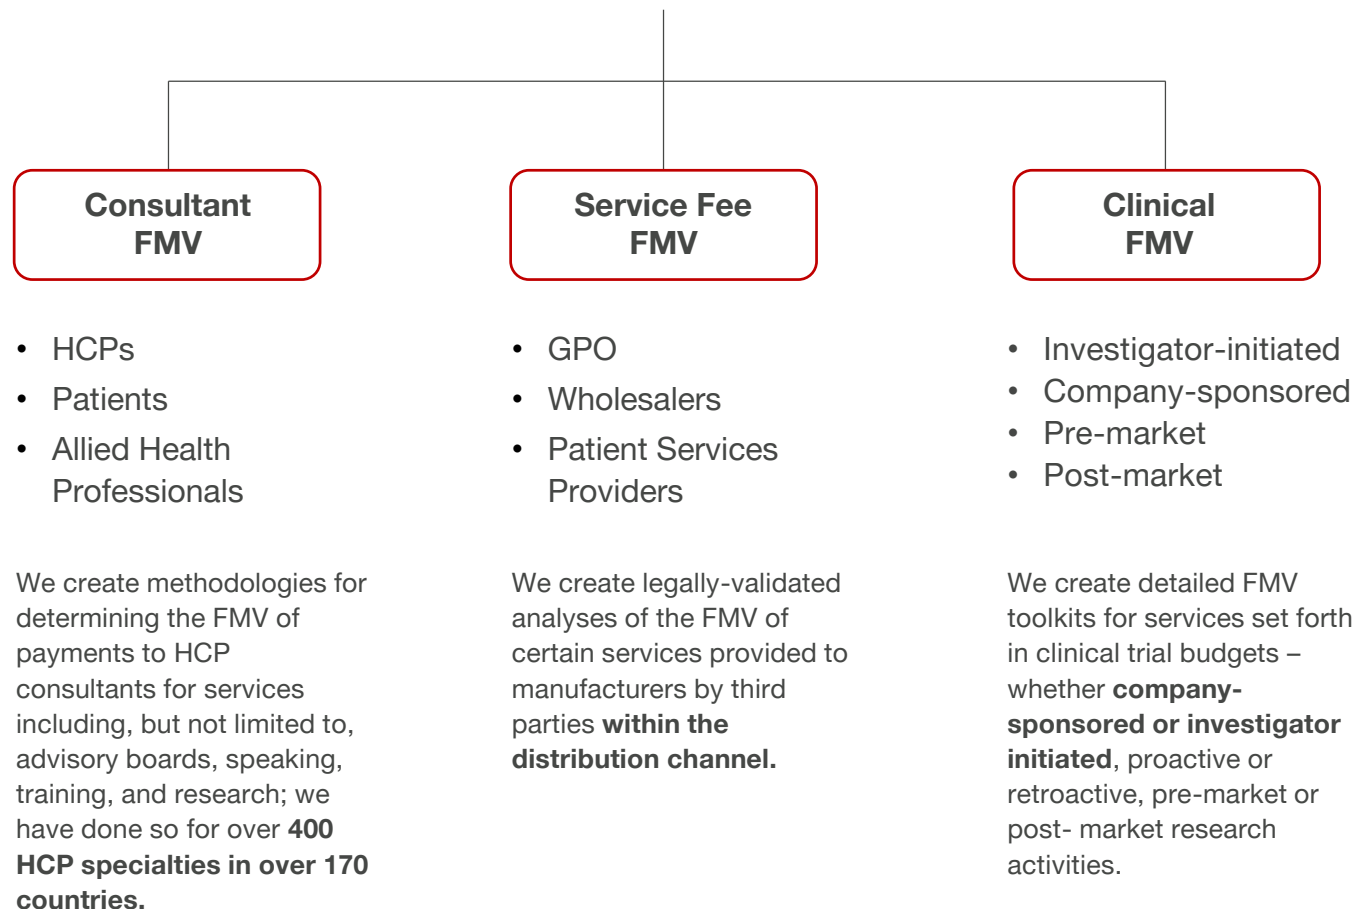 Consultant
FMV
• HCPs
• Patients
• Allied Health
Professionals
We create methodologies for
determining the FMV of
payments to HCP
consultants for services
including, but not limited to,
advisory boards, speaking,
training, and research; we
have done so for over 400
HCP specialties in over 170
countries.
Service Fee
FMV
• GPO
• Wholesalers
• Patient Services
Providers
We create legally-validated
analyses of the FMV of
certain services provided to
manufacturers by third
parties within the
distribution channel.
Clinical
FMV
• Investigator-initiated
• Company-sponsored
• Pre-market
• Post-market
We create detailed FMV
toolkits for services set forth
in clinical trial budgets –
whether company-
sponsored or investigator
initiated, proactive or
retroactive, pre-market or
post- market research
activities.